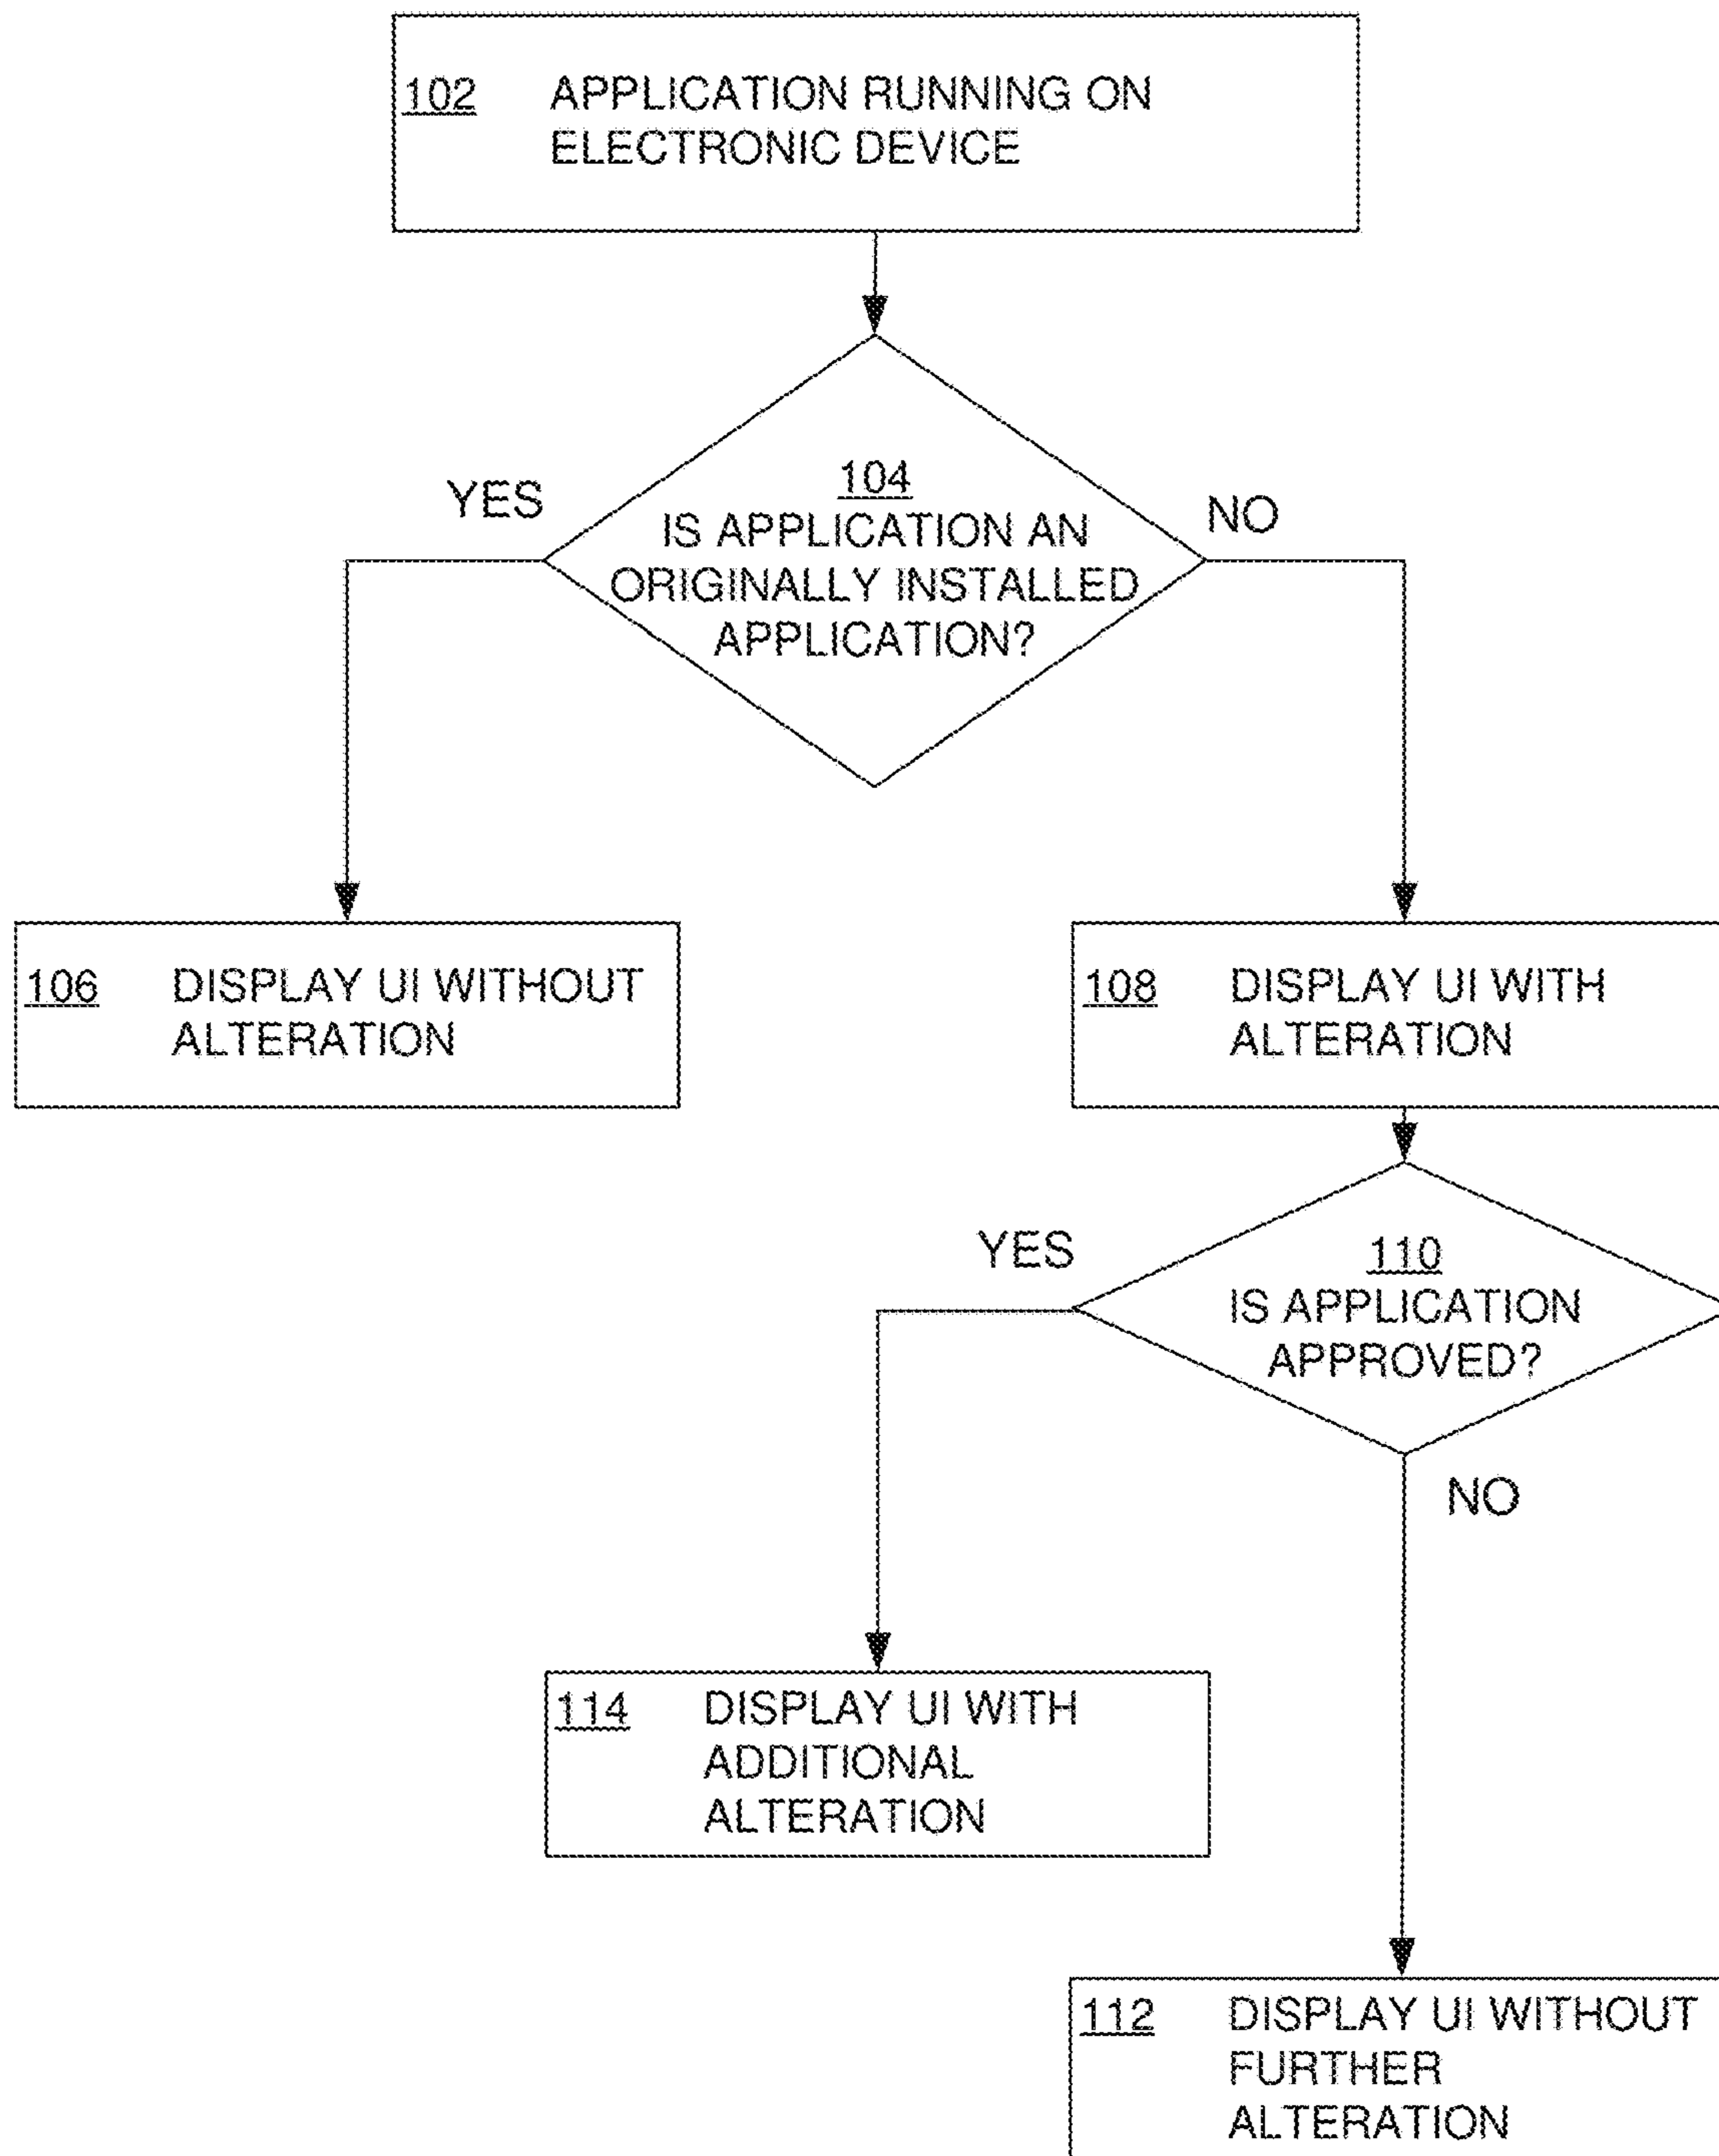 102 APPLICATION RUNNING ON
ELECTRONIC DEVICE
104
YES
NO
IS APPLICATION AN
ORIGINALLY INSTALLED
APPLICATION?
106 DISPLAY UI WITHOUT
ALTERATION
108 DISPLAY UI WITH
ALTERATION
YES
110
IS APPLICATION
APPROVED?
NO
114 DISPLAY UI WITH
ADDITIONAL
ALTERATION
112 DISPLAY UI WITHOUT
FURTHER
ALTERATION